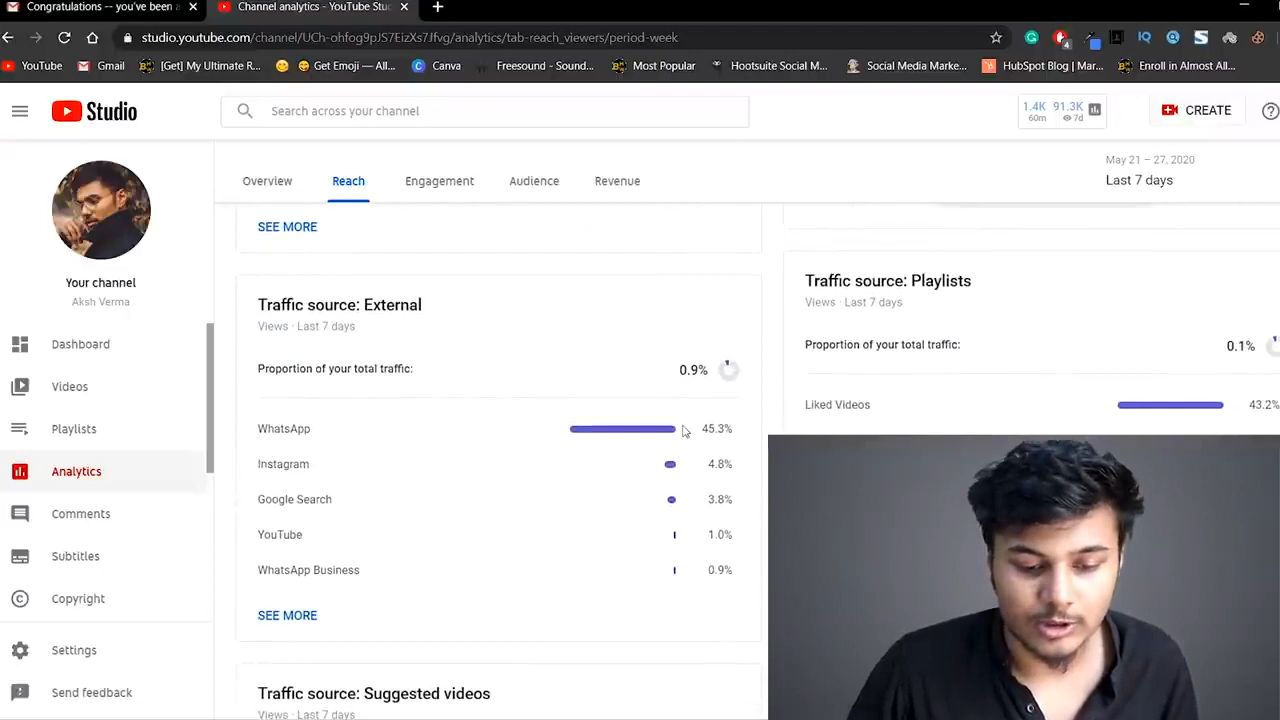 Congratulations -- you've been a
Channel analytics - YouTube Stu
studio.youtube.com/channel/UCh-ohfog9pJS7EizXs7Jfvg/analytics/tab-reach_viewers/period-week
YouTube
Gmail
[Get] My Ultimate R...
Get Emoji — All...
Canva
Freesound - Soun...
Most Popular
Hootsuite Social M...
Social Media Marke...
HubSpot Blog | Mar...
Enroll in Almost All...
Studio
Search across your channel
1.4K 91.3K
60m 7d
CREATE
Overview
Reach
Engagement
Audience
Revenue
May 21 – 27, 2020
Last 7 days
Your channel
Aksh Verma
Dashboard
Videos
Playlists
Analytics
Comments
Subtitles
Copyright
Settings
Send feedback
SEE MORE
Traffic source: External
Views · Last 7 days
Proportion of your total traffic: 0.9%
WhatsApp 45.3%
Instagram 4.8%
Google Search 3.8%
YouTube 1.0%
WhatsApp Business 0.9%
SEE MORE
Traffic source: Suggested videos
Views · Last 7 days
Traffic source: Playlists
Views · Last 7 days
Proportion of your total traffic: 0.1%
Liked Videos 43.2%